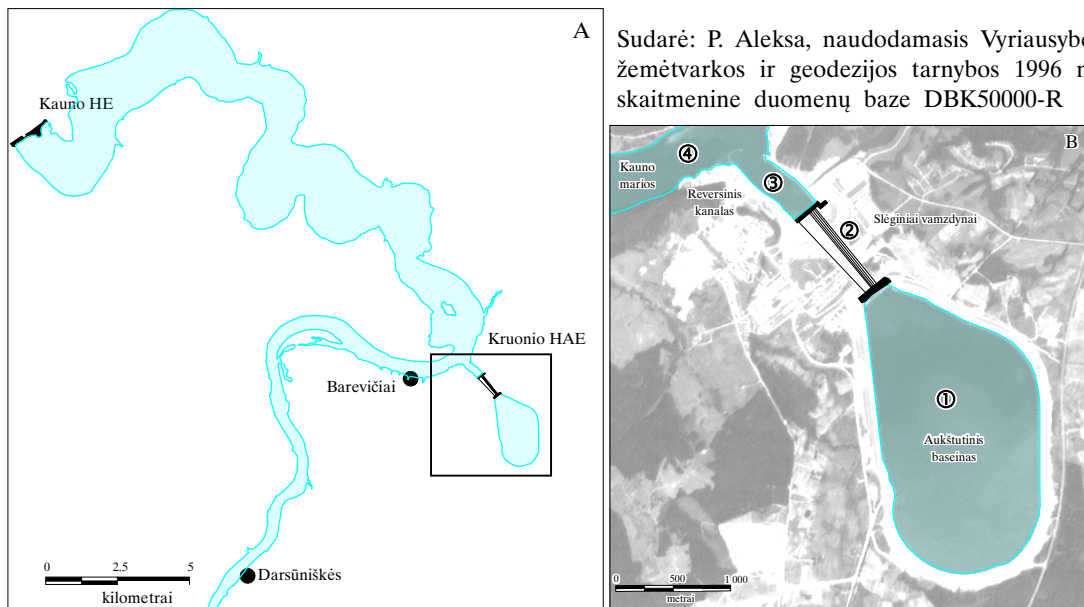 A
Sudarė: P. Aleksa, naudodamasis
žemėtvarkos ir geodezijos tarnybos 1996
skaitmenine duomenų baze DBK50000-R
Kauno HE
Kruonio HAE
Barevičiai
Darsūniškės
0 2.5 5
kilometrai
B
4
Kauno
marios
3
Reversinis
kanalas
2
Slėginiai vamzdynai
1
Aukštutinis
baseinas
0 500 1 000
metrai